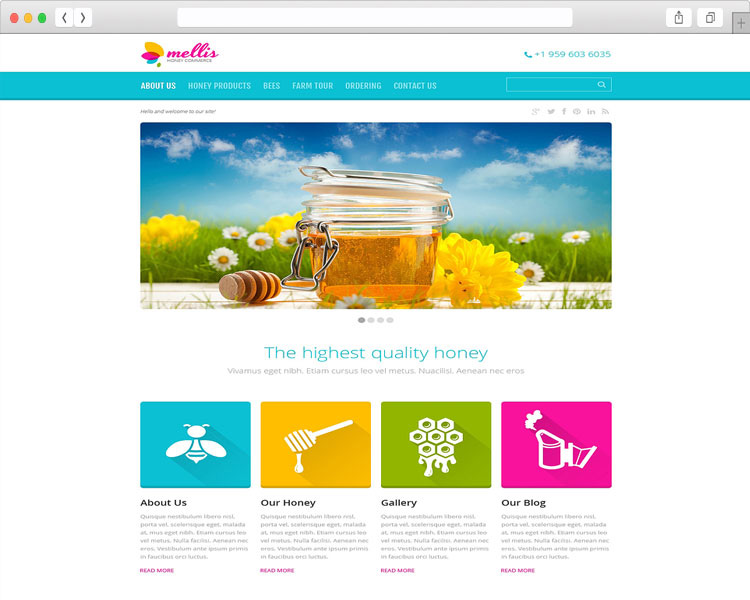 mellis
HONEY COMMERCE
+1 959 603 6035
ABOUT US HONEY PRODUCTS BEES FARM TOUR ORDERING CONTACT US
Hello and welcome to our site!
The highest quality honey
Vivamus eget nibh. Etiam cursus leo vel metus. Nuacilisi. Aenean nec eros
About Us
Quisque nestibulum libero nisl,
porta vel, scelerisque eget, malada
at, mus eget nibh. Etiam cursus leo
vel metus. Nulla facilisi. Aenean nec
eros. Vestibulum ante ipsum primis
in faucibus orci luctus.
READ MORE
Our Honey
Quisque nestibulum libero nisl,
porta vel, scelerisque eget, malada
at, mus eget nibh. Etiam cursus leo
vel metus. Nulla facilisi. Aenean nec
eros. Vestibulum ante ipsum primis
in faucibus orci luctus.
READ MORE
Gallery
Quisque nestibulum libero nisl,
porta vel, scelerisque eget, malada
at, mus eget nibh. Etiam cursus leo
vel metus. Nulla facilisi. Aenean nec
eros. Vestibulum ante ipsum primis
in faucibus orci luctus.
READ MORE
Our Blog
Quisque nestibulum libero nisl,
porta vel, scelerisque eget, malada
at, mus eget nibh. Etiam cursus leo
vel metus. Nulla facilisi. Aenean nec
eros. Vestibulum ante ipsum primis
in faucibus orci luctus.
READ MORE